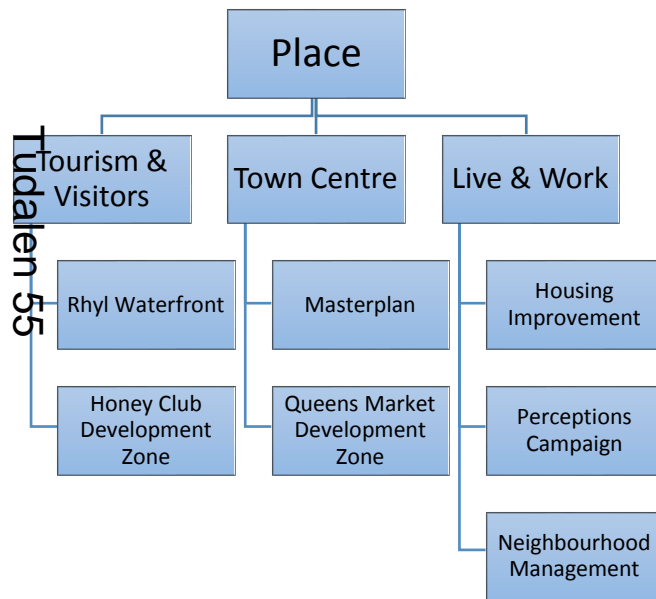 Place
Tourism &
Visitors
Rhyl Waterfront
Honey Club
Development
Zone
Town Centre
Masterplan
Queens Market
Development
Zone
Live & Work
Housing
Improvement
Perceptions
Campaign
Neighbourhood
Management
Tudalen 55